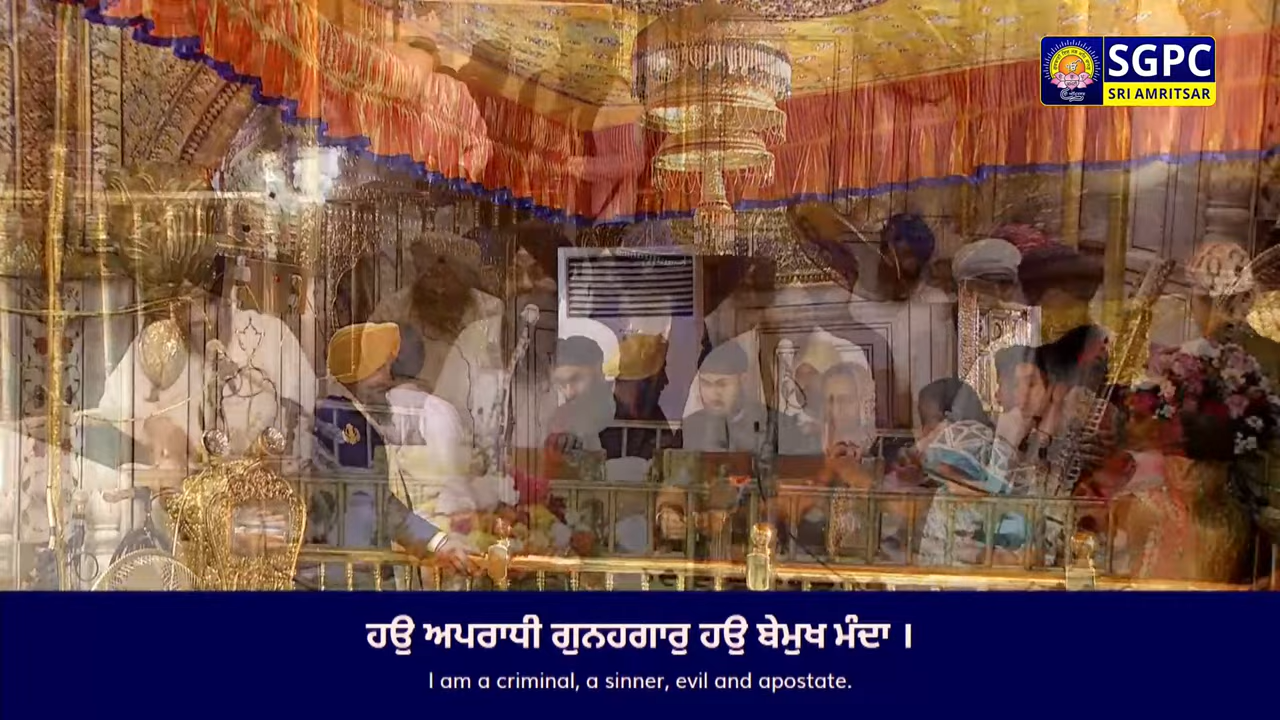 SGPC
SRI AMRITSAR
ਹਉ ਅਪਰਾਧੀ ਗੁਨਹਗਾਰੁ ਹਉ ਬੇਮੁਖ ਮੰਦਾ ।
I am a criminal, a sinner, evil and apostate.